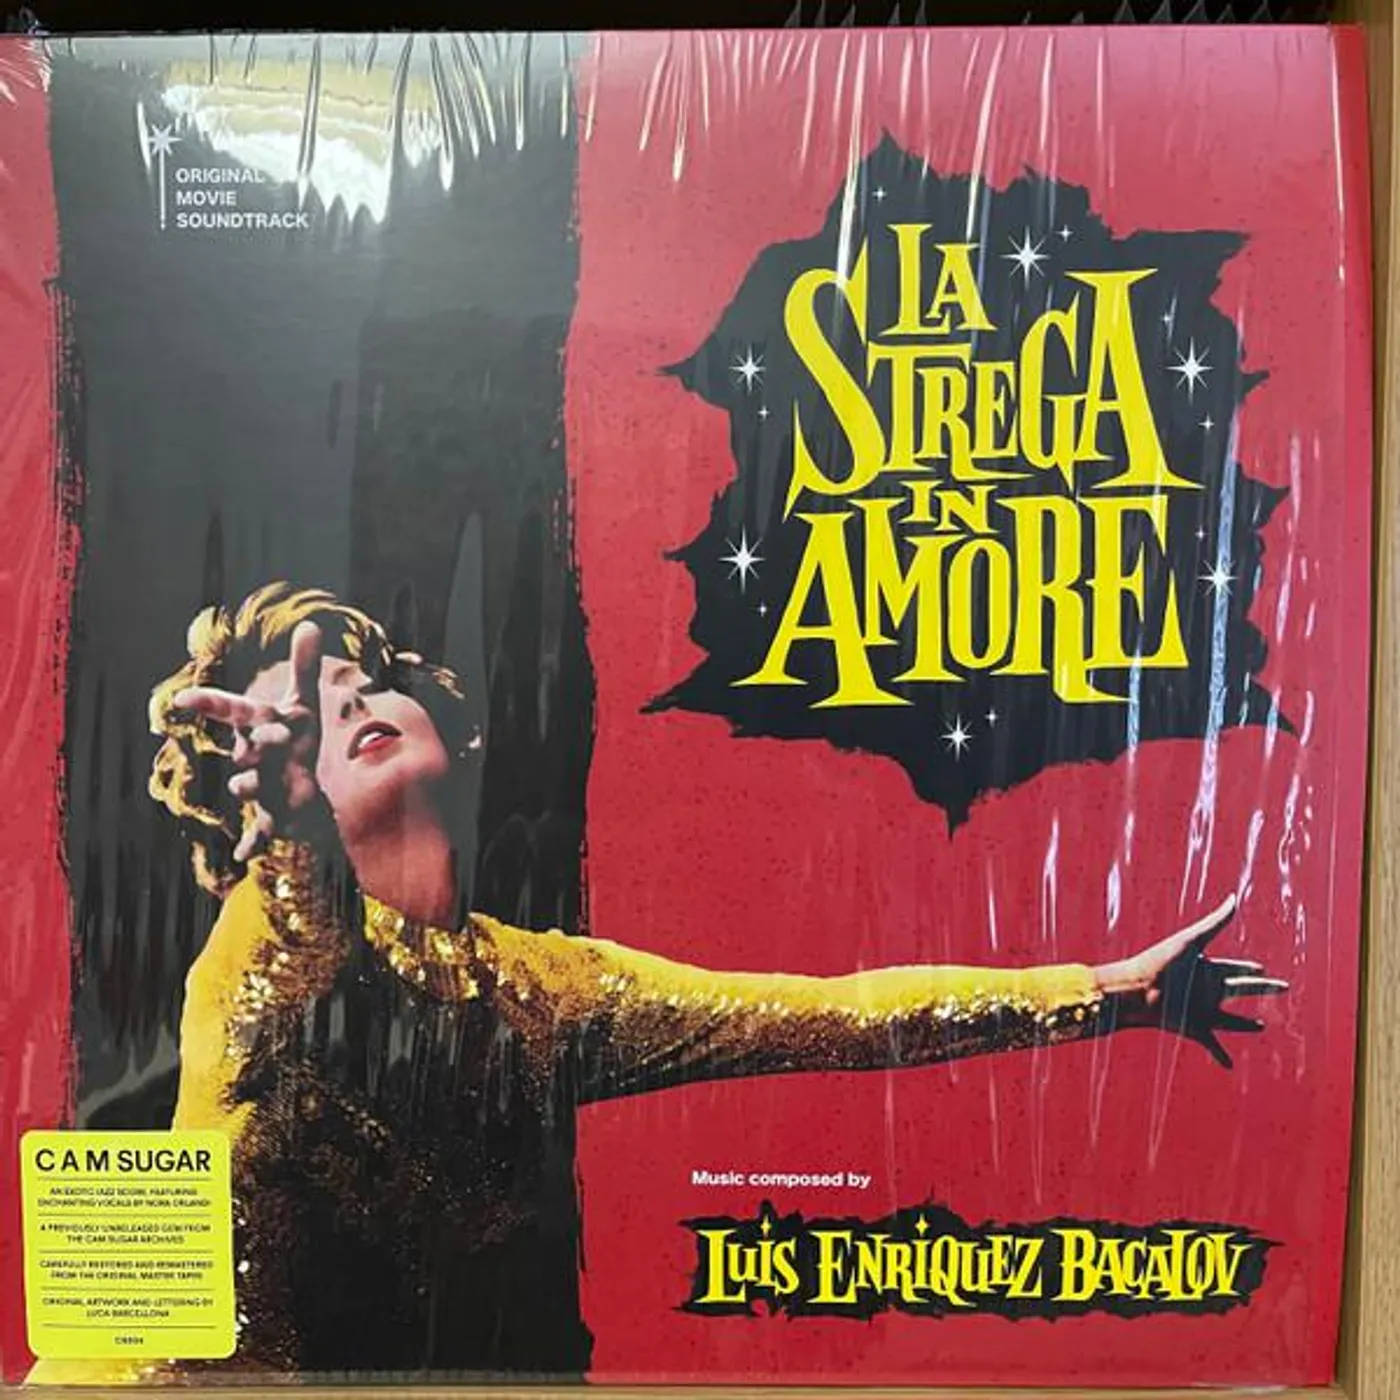 ORIGINAL
MOVIE
SOUNDTRACK
LA
STREGA
IN
AMORE
Music composed by
LUIS ENRIQUEZ BACALOV
CAM SUGAR
AN EXOTIC JAZZ SCORE, FEATURING
ENCHANTING VOCALS BY NORA ORLANDI
A PREVIOUSLY UNRELEASED GEM FROM
THE CAM SUGAR ARCHIVES
CAREFULLY RESTORED AND REMASTERED
FROM THE ORIGINAL MASTER TAPES
ORIGINAL ARTWORK AND LETTERING BY
LUCA BARCELLONA